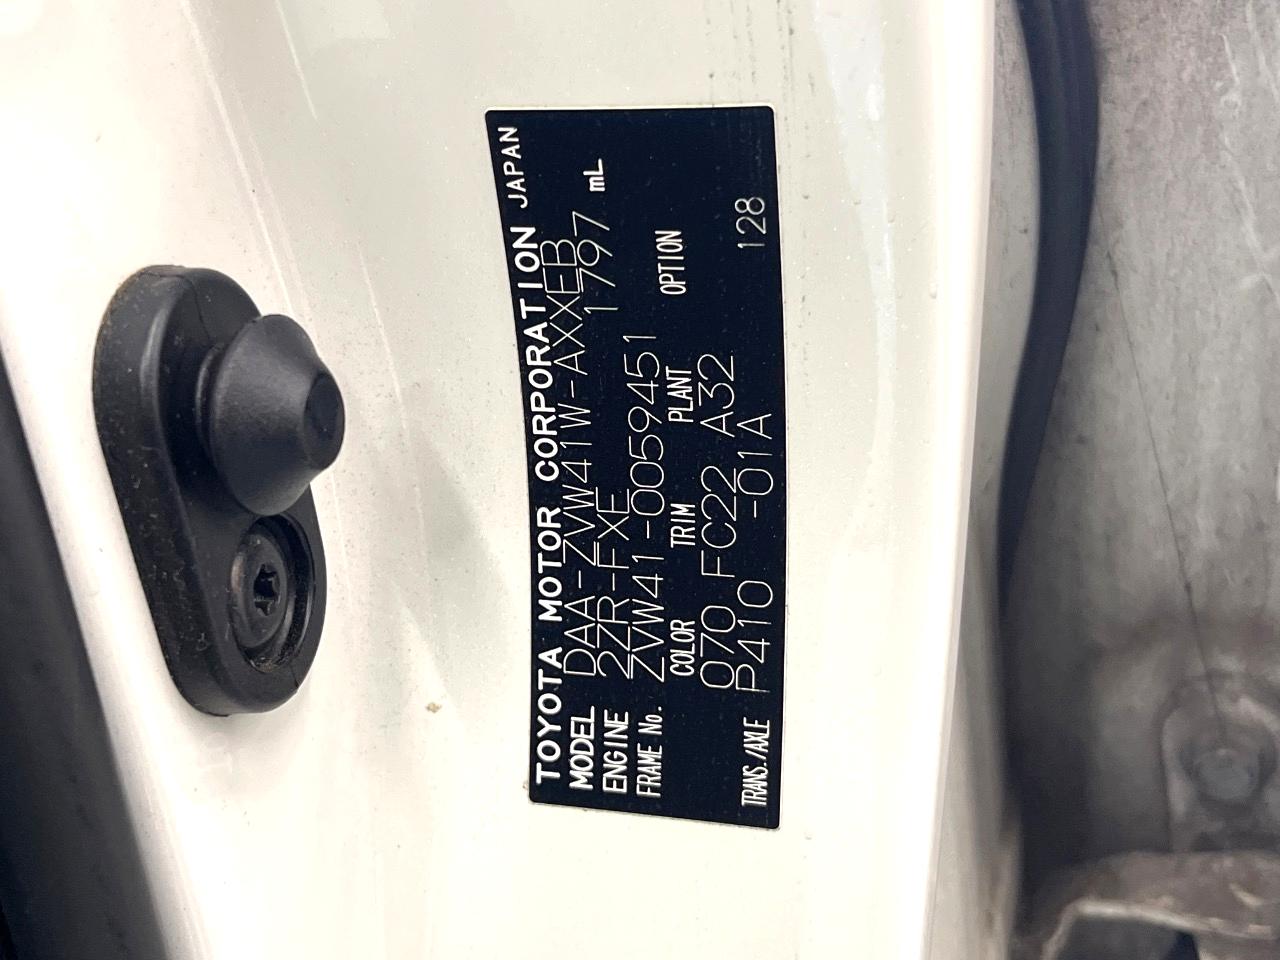 TOYOTA MOTOR CORPORATION JAPAN
MODEL DAA-ZVW41W-AXXEB
ENGINE 2ZR-FXE 1797 mL
FRAME No. ZVW41-0059451
COLOR TRIM PLANT OPTION
070 FC22 A32
TRANS./AXLE P410 -01A 128